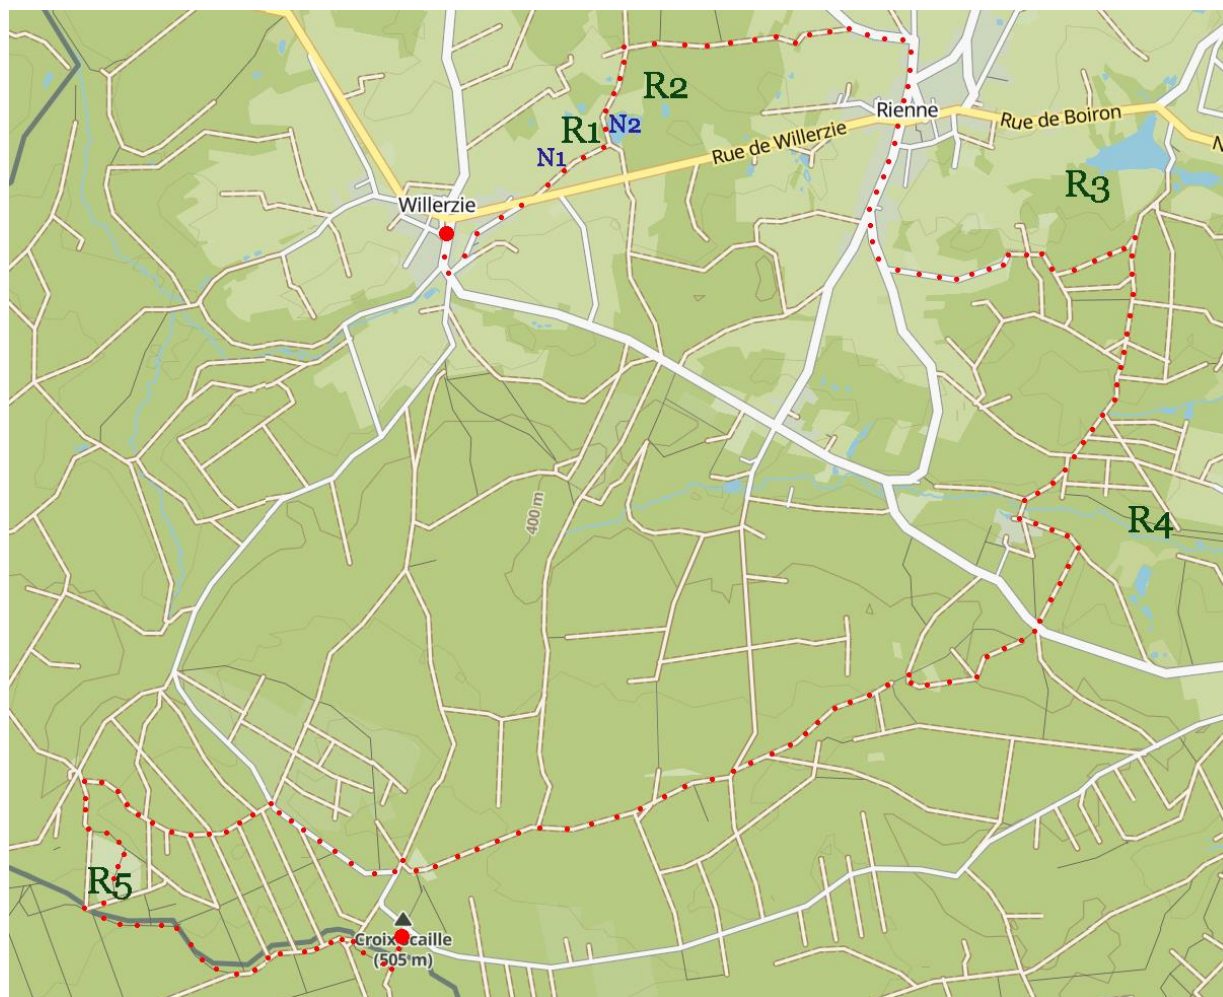 R2
R1
N2
N1
Rienne
Rue de Boiron
Rue de Willerzie
R3
Willerzie
400 m
R4
R5
(505 m)